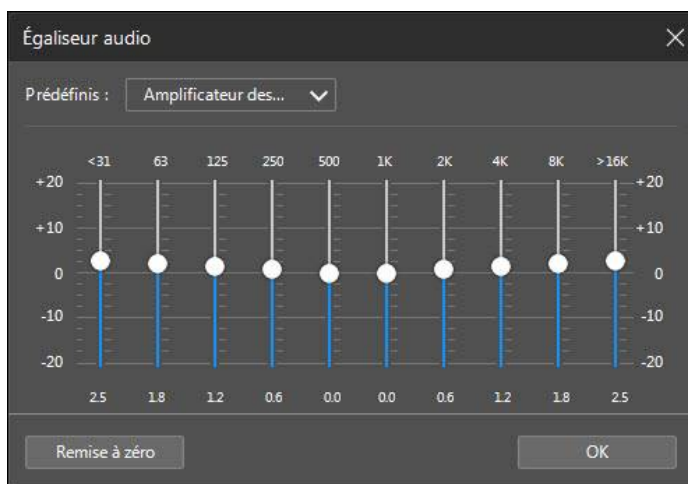 Égaliseur audio
Prédéfinis : Amplificateur des...
<31 63 125 250 500 1K 2K 4K 8K >16K
+20 +20
+10 +10
0 0
-10 -10
-20 -20
2.5 1.8 1.2 0.6 0.0 0.0 0.6 1.2 1.8 2.5
Remise à zéro OK